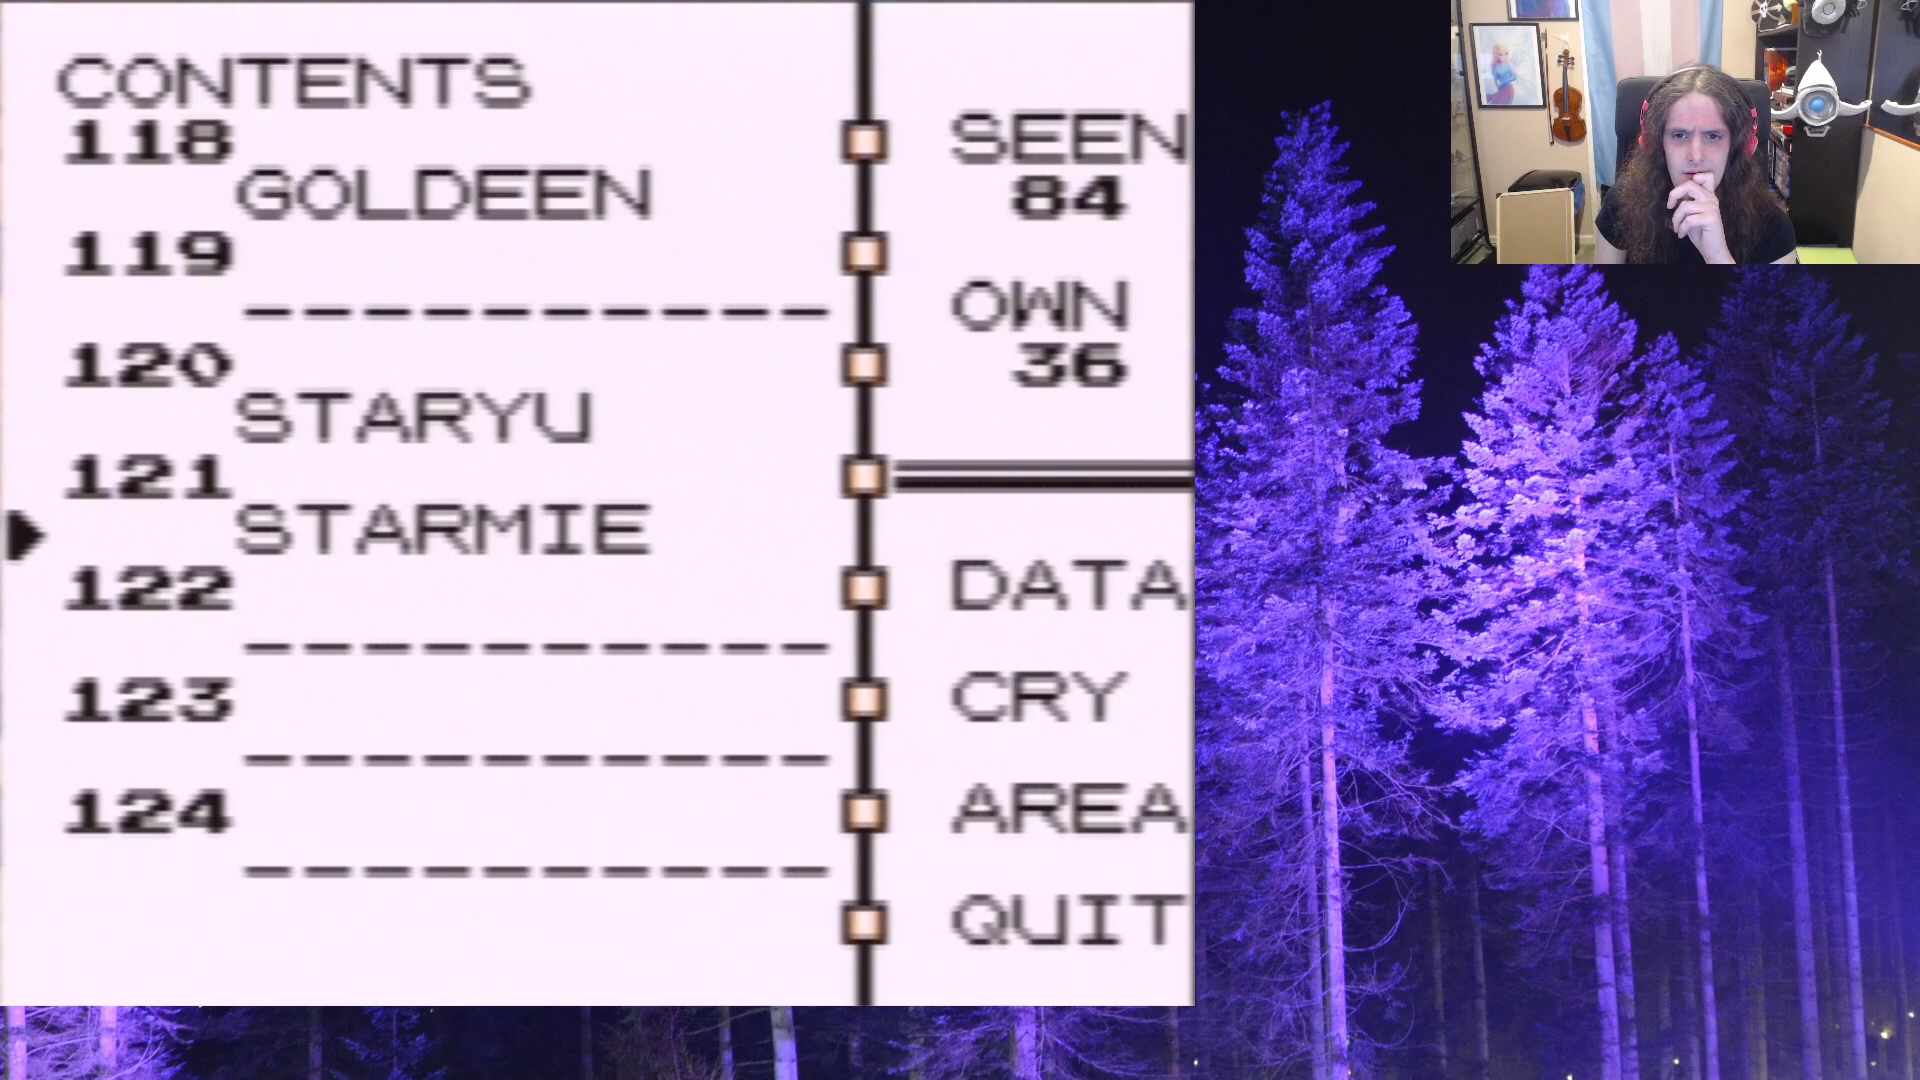 CONTENTS
118
GOLDEEN
119
----------
120
STARYU
121
STARMIE
122
----------
123
----------
124
----------
SEEN
84
OWN
36
DATA
CRY
AREA
QUIT